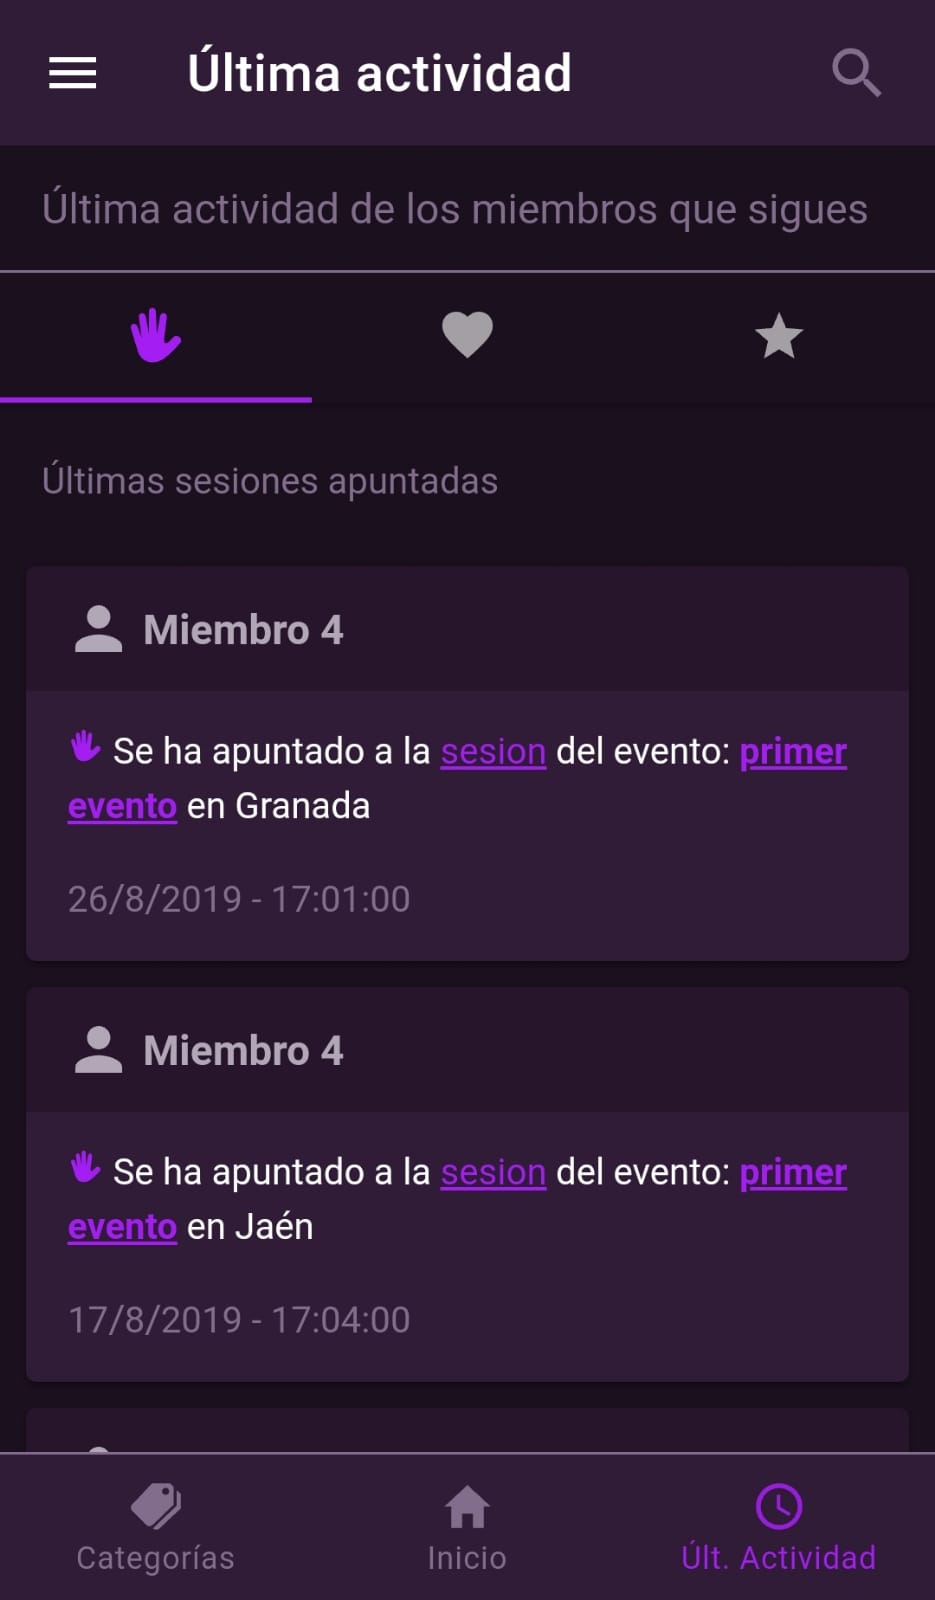 Última actividad
Última actividad de los miembros que sigues
Últimas sesiones apuntadas
Miembro 4
Se ha apuntado a la sesion del evento: primer
evento en Granada
26/8/2019 - 17:01:00
Miembro 4
Se ha apuntado a la sesion del evento: primer
evento en Jaén
17/8/2019 - 17:04:00
Categorías
Inicio
Últ. Actividad